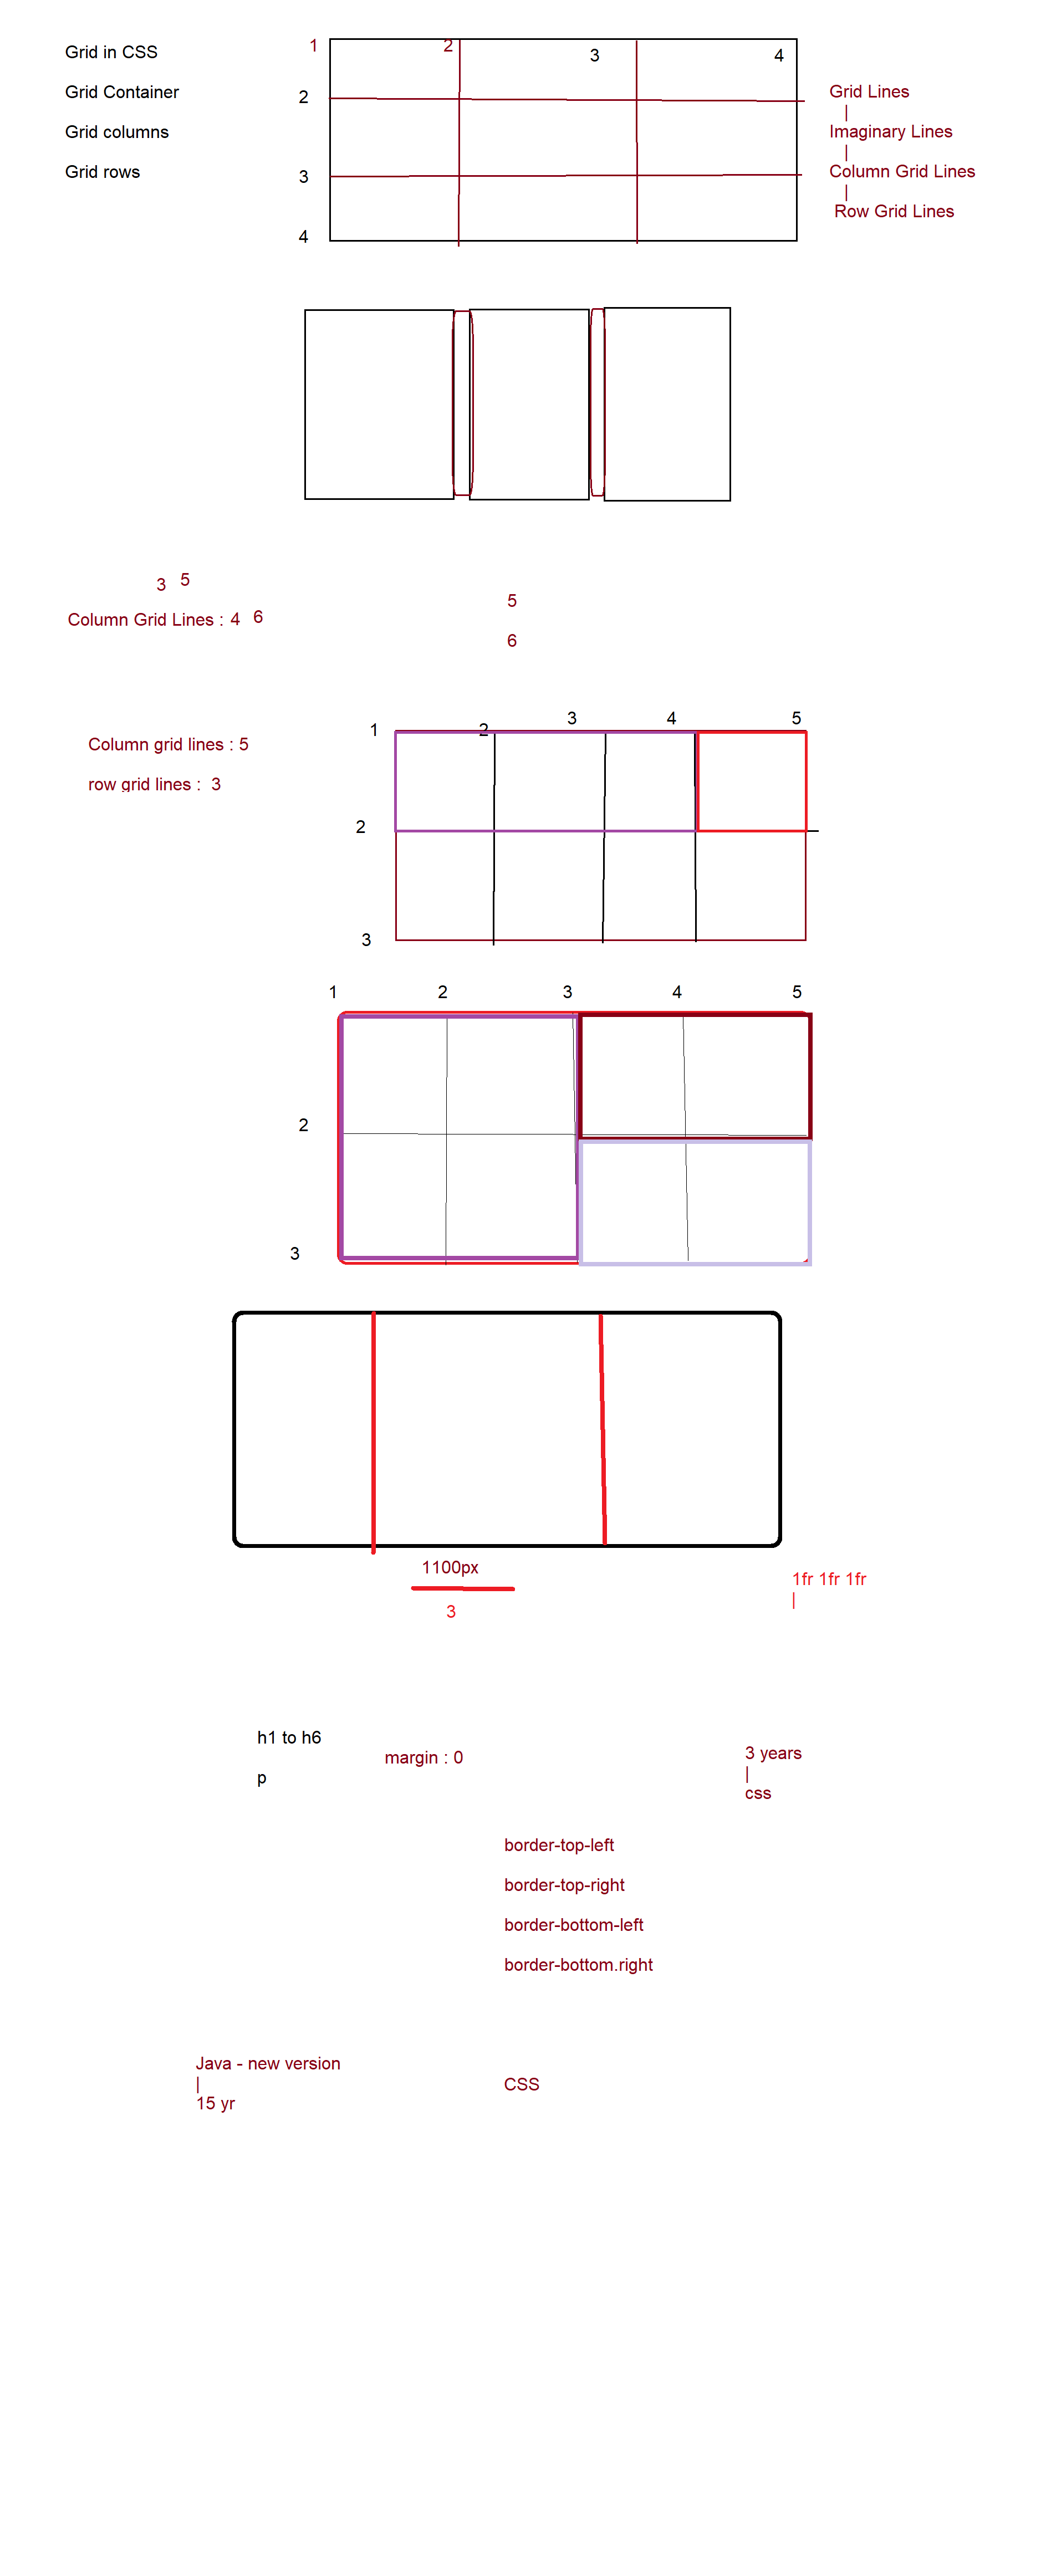 Grid in CSS
Grid Container
Grid columns
Grid rows
1 2 3 4
2
3
4
Grid Lines
|
Imaginary Lines
|
Column Grid Lines
|
Row Grid Lines
3 5
Column Grid Lines : 4 6
5
6
Column grid lines : 5
row grid lines : 3
1 2 3 4 5
2
3
1 2 3 4 5
2
3
1100px
3
1fr 1fr 1fr
|
h1 to h6
p
margin : 0
3 years
|
css
border-top-left
border-top-right
border-bottom-left
border-bottom.right
Java - new version
|
15 yr
CSS